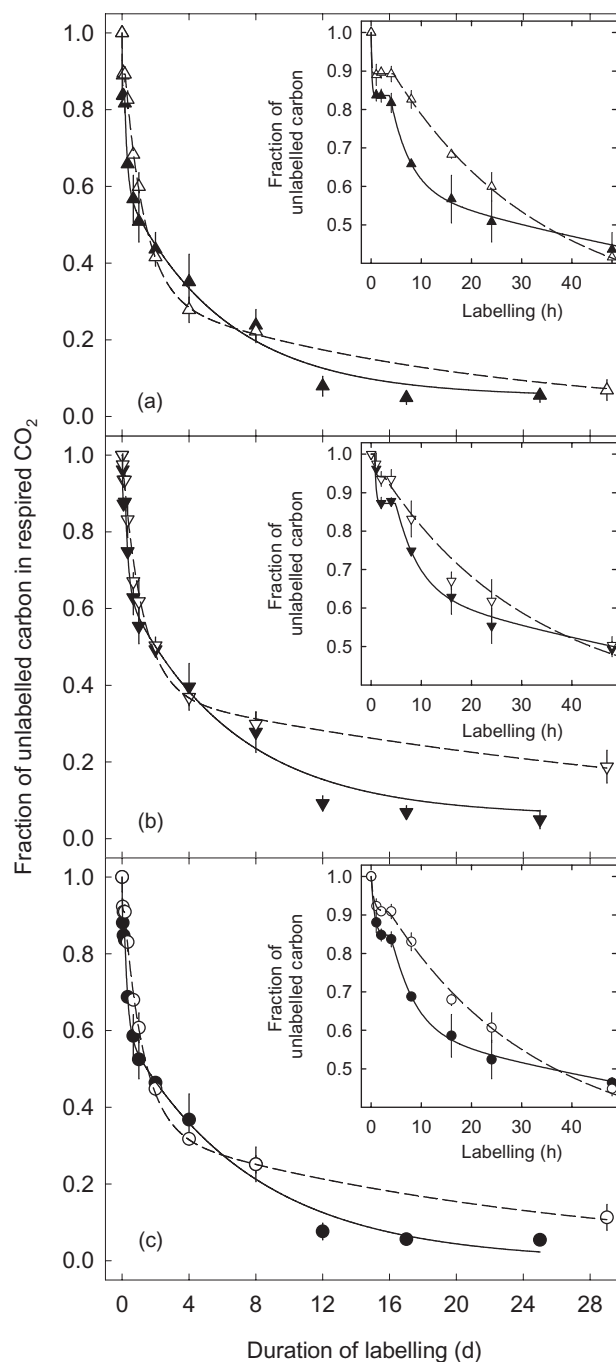 Fraction of unlabelled carbon in respired CO2
1.0
0.8
0.6
0.4
0.2
0.0
(a)
Fraction of
unlabelled carbon
1.0
0.9
0.8
0.7
0.6
0.5
0 10 20 30 40
Labelling (h)
1.0
0.8
0.6
0.4
0.2
0.0
(b)
Fraction of
unlabelled carbon
1.0
0.9
0.8
0.7
0.6
0.5
0 10 20 30 40
Labelling (h)
1.0
0.8
0.6
0.4
0.2
0.0
(c)
Fraction of
unlabelled carbon
1.0
0.9
0.8
0.7
0.6
0.5
0 10 20 30 40
Labelling (h)
0 4 8 12 16 20 24 28
Duration of labelling (d)